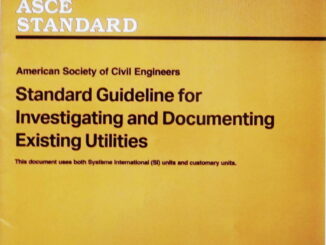 ASCE
STANDARD
American Society of Civil Engineers
Standard Guideline for
Investigating and Documenting
Existing Utilities
This document uses both Système International (SI) units and customary units.